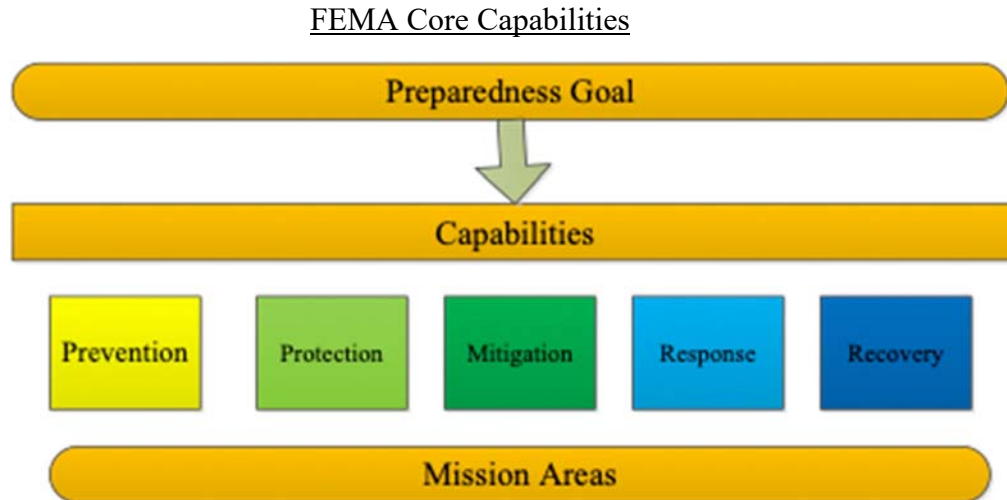 FEMA Core Capabilities
Preparedness Goal
Capabilities
Prevention
Protection
Mitigation
Response
Recovery
Mission Areas